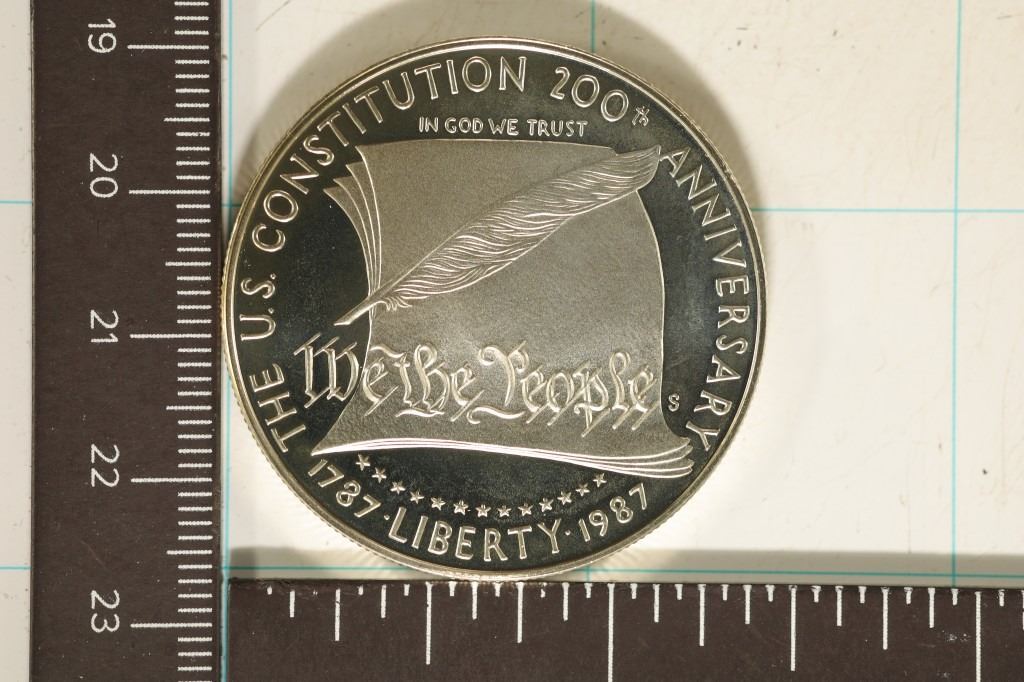 THE U.S. CONSTITUTION 200th ANNIVERSARY
IN GOD WE TRUST
We the People
S
1787 · LIBERTY · 1987
19
20
21
22
23